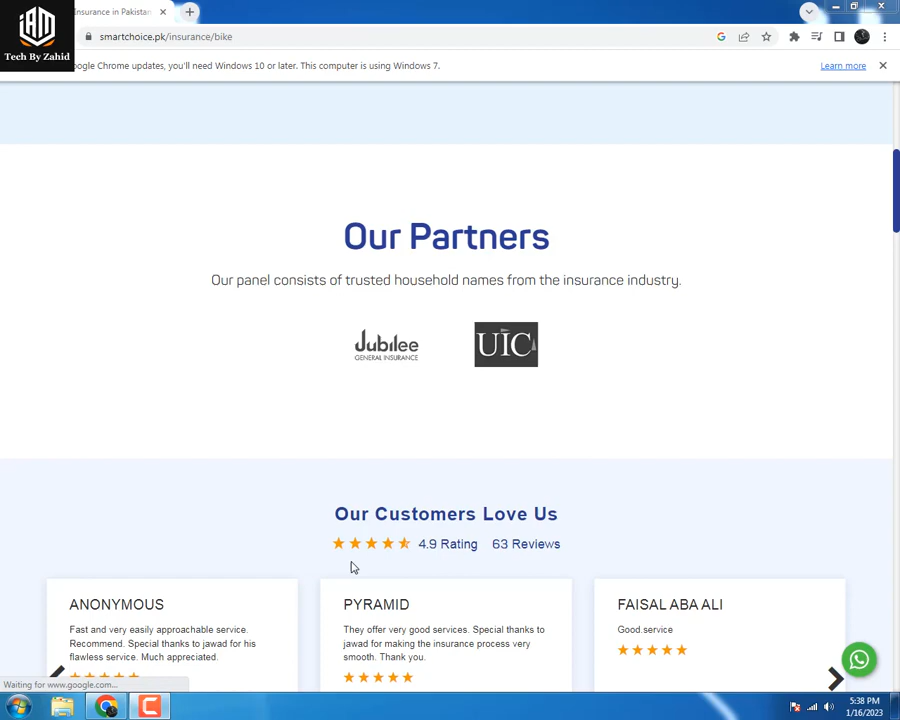 Insurance in Pakistan
Tech By Zahid
smartchoice.pk/insurance/bike
ogle Chrome updates, you'll need Windows 10 or later. This computer is using Windows 7.
Learn more
Our Partners
Our panel consists of trusted household names from the insurance industry.
Jubilee
GENERAL INSURANCE
UIC
Our Customers Love Us
4.9 Rating 63 Reviews
ANONYMOUS
Fast and very easily approachable service.
Recommend. Special thanks to jawad for his
flawless service. Much appreciated.
PYRAMID
They offer very good services. Special thanks to
jawad for making the insurance process very
smooth. Thank you.
FAISAL ABA ALI
Good.service
Waiting for www.google.com...
5:38 PM
1/16/2023